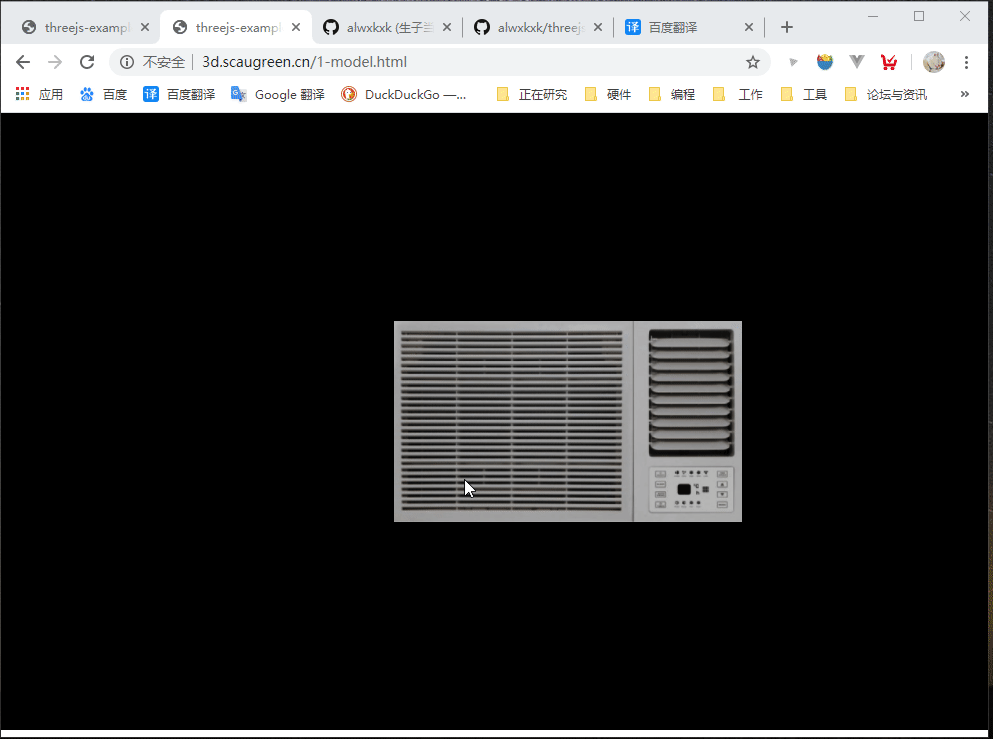 threejs-exampl
threejs-exampl
alwxkxk (生子
alwxkxk/threej
百度翻译
不安全 3d.scaugreen.cn/1-model.html
应用 百度 百度翻译 Google 翻译 DuckDuckGo —... 正在研究 硬件 编程 工作 工具 论坛与资讯 »